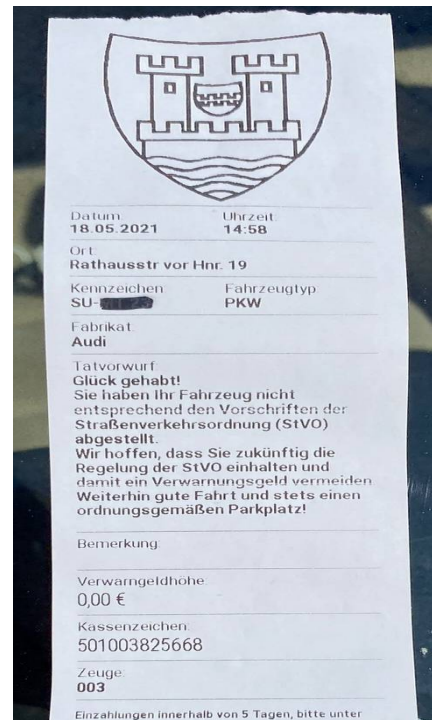 Datum: Uhrzeit:
18.05.2021 14:58
Ort:
Rathausstr vor Hnr. 19
Kennzeichen: Fahrzeugtyp:
SU- PKW
Fabrikat:
Audi
Tatvorwurf:
Glück gehabt!
Sie haben Ihr Fahrzeug nicht
entsprechend den Vorschriften der
Straßenverkehrsordnung (StVO)
abgestellt.
Wir hoffen, dass Sie zukünftig die
Regelung der StVO einhalten und
damit ein Verwarnungsgeld vermeiden
Weiterhin gute Fahrt und stets einen
ordnungsgemäßen Parkplatz!
Bemerkung:
Verwarngeldhöhe:
0,00 €
Kassenzeichen:
501003825668
Zeuge:
003
Einzahlungen innerhalb von 5 Tagen, bitte unter